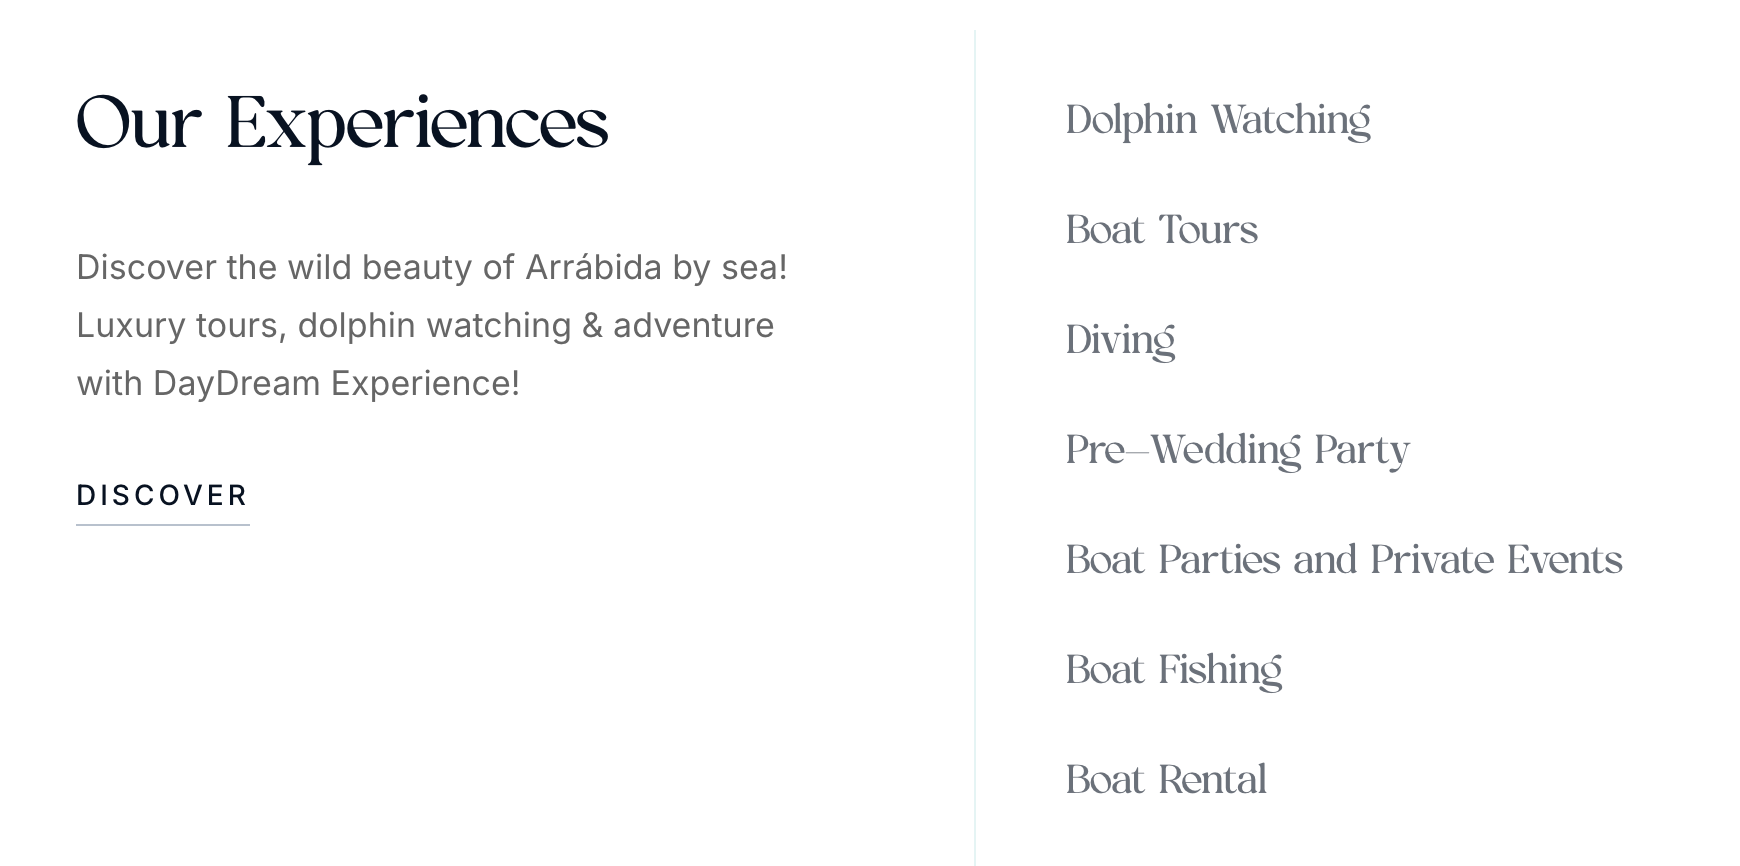 Our Experiences
Discover the wild beauty of Arrábida by sea!
Luxury tours, dolphin watching & adventure
with DayDream Experience!
DISCOVER
Dolphin Watching
Boat Tours
Diving
Pre–Wedding Party
Boat Parties and Private Events
Boat Fishing
Boat Rental